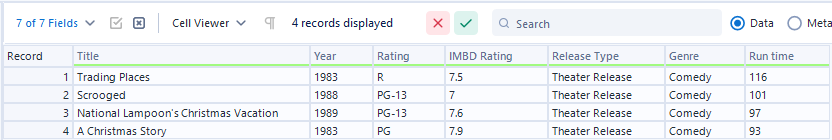 7 of 7 Fields Cell Viewer 4 records displayed Search Data Meta
Record Title Year Rating IMBD Rating Release Type Genre Run time
1 Trading Places 1983 R 7.5 Theater Release Comedy 116
2 Scrooged 1988 PG-13 7 Theater Release Comedy 101
3 National Lampoon's Christmas Vacation 1989 PG-13 7.6 Theater Release Comedy 97
4 A Christmas Story 1983 PG 7.9 Theater Release Comedy 93